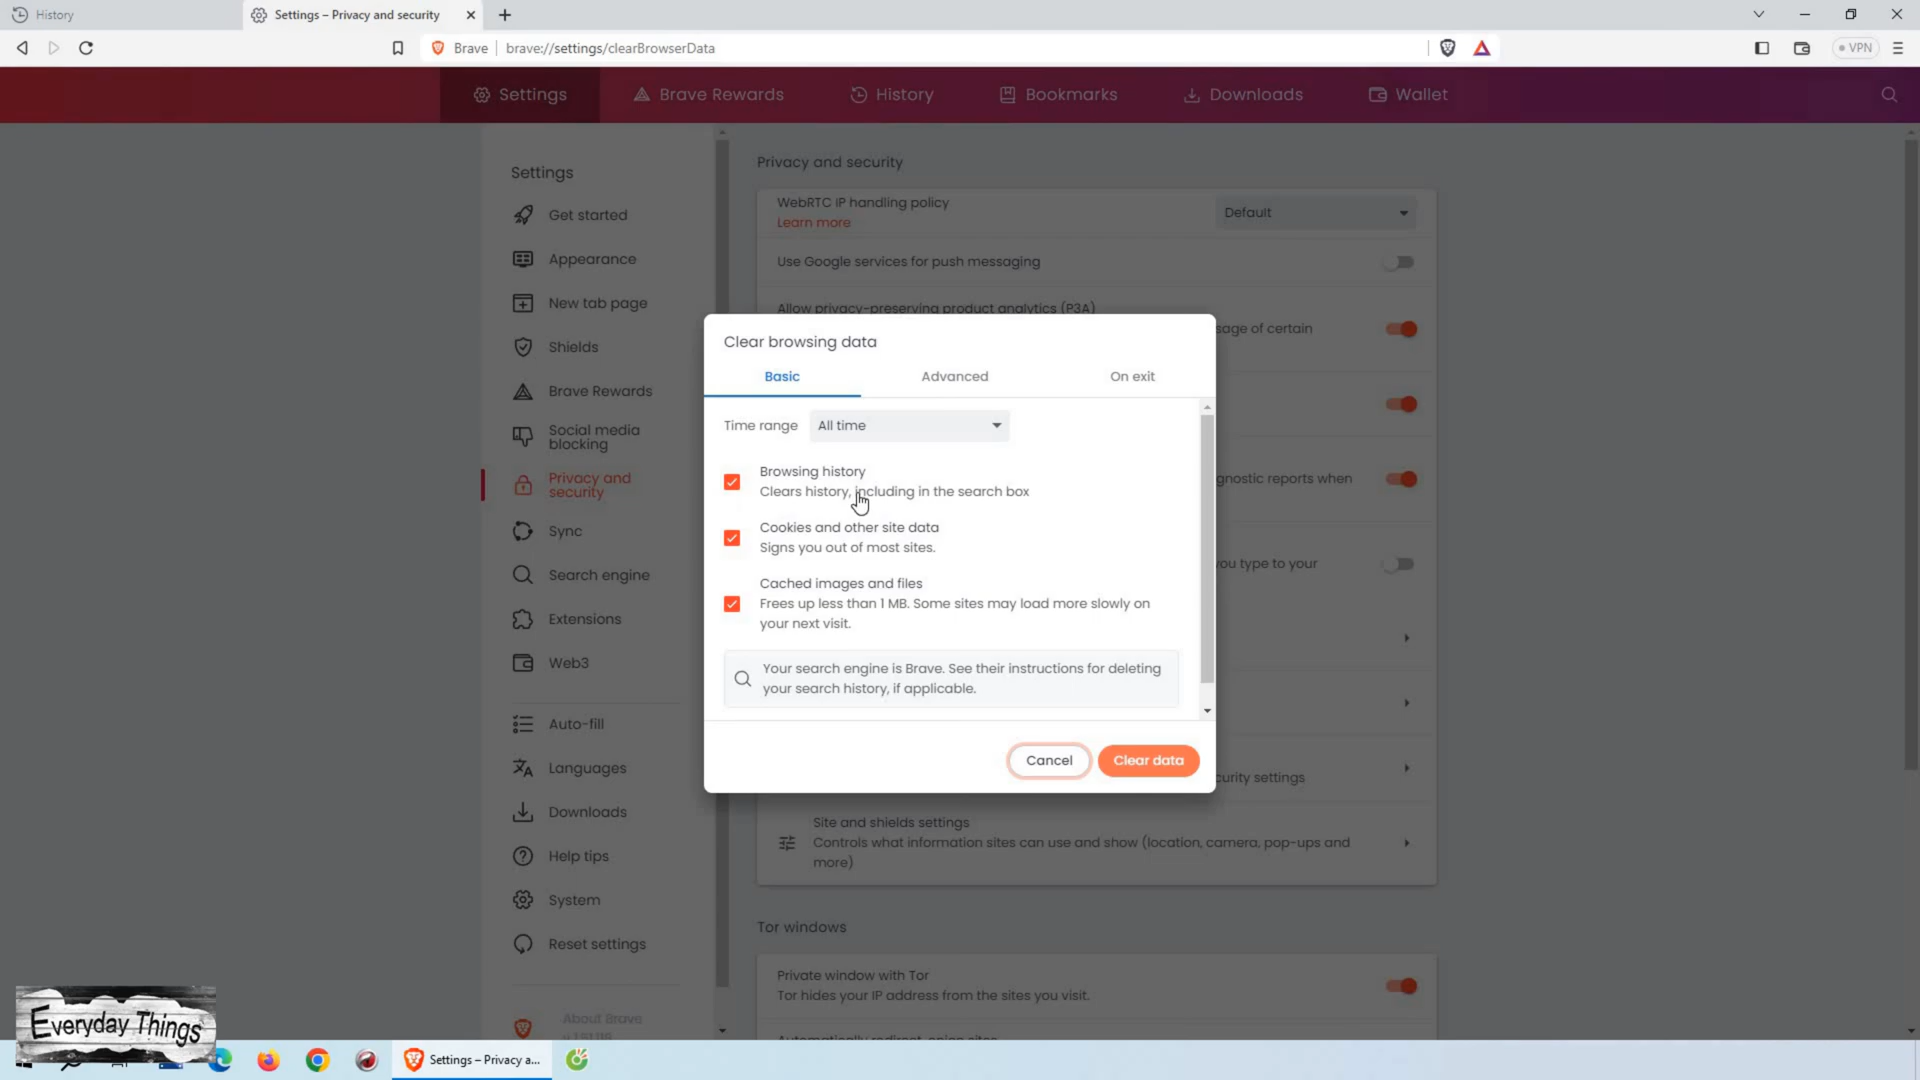 History
Settings – Privacy and security
Brave
brave://settings/clearBrowserData
VPN
Settings
Brave Rewards
History
Bookmarks
Downloads
Wallet
Settings
Get started
Appearance
New tab page
Shields
Brave Rewards
Social media
blocking
Privacy and
security
Sync
Search engine
Extensions
Web3
Auto-fill
Languages
Downloads
Help tips
System
Reset settings
About Brave
Privacy and security
WebRTC IP handling policy
Learn more
Default
Use Google services for push messaging
Allow privacy-preserving product analytics (P3A)
sage of certain
gnostic reports when
you type to your
curity settings
Site and shields settings
Controls what information sites can use and show (location, camera, pop-ups and
more)
Tor windows
Private window with Tor
Tor hides your IP address from the sites you visit.
Clear browsing data
Basic
Advanced
On exit
Time range
All time
Browsing history
Clears history, including in the search box
Cookies and other site data
Signs you out of most sites.
Cached images and files
Frees up less than 1 MB. Some sites may load more slowly on
your next visit.
Your search engine is Brave. See their instructions for deleting
your search history, if applicable.
Cancel
Clear data
Everyday Things
Settings – Privacy a...